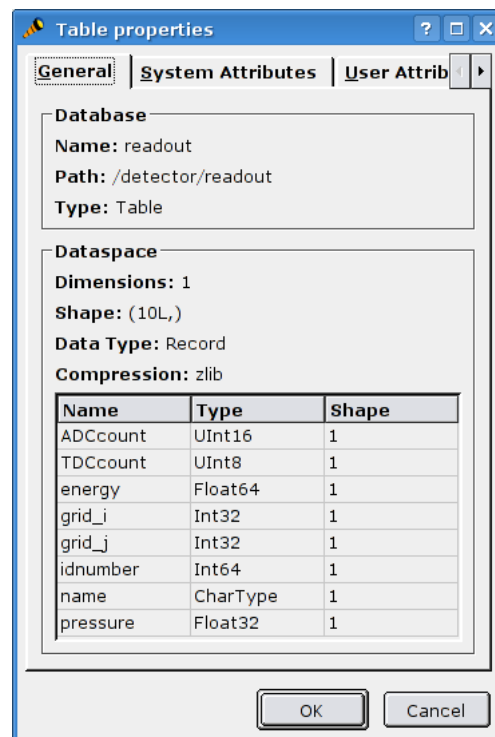 Table properties
General System Attributes User Attrib
Database
Name: readout
Path: /detector/readout
Type: Table
Dataspace
Dimensions: 1
Shape: (10L,)
Data Type: Record
Compression: zlib
Name Type Shape
ADCcount UInt16 1
TDCcount UInt8 1
energy Float64 1
grid_i Int32 1
grid_j Int32 1
idnumber Int64 1
name CharType 1
pressure Float32 1
OK Cancel